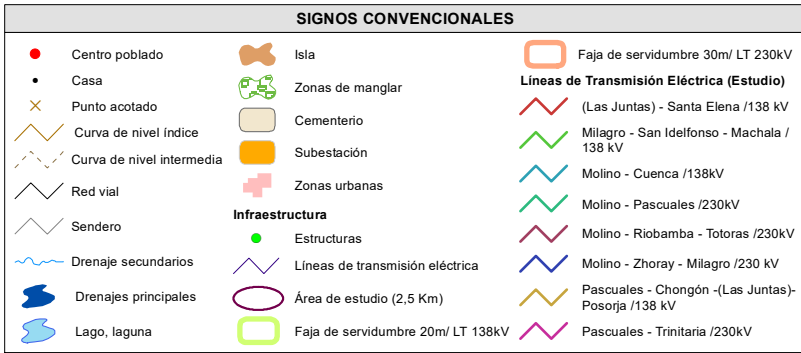 SIGNOS CONVENCIONALES
Centro poblado
Casa
Punto acotado
Curva de nivel índice
Curva de nivel intermedia
Red vial
Sendero
Drenaje secundarios
Drenajes principales
Lago, laguna
Isla
Zonas de manglar
Cementerio
Subestación
Zonas urbanas
Infraestructura
Estructuras
Líneas de transmisión eléctrica
Área de estudio (2,5 Km)
Faja de servidumbre 20m/ LT 138kV
Faja de servidumbre 30m/ LT 230kV
Líneas de Transmisión Eléctrica (Estudio)
(Las Juntas) - Santa Elena /138 kV
Milagro - San Idelfonso - Machala /
138 kV
Molino - Cuenca /138kV
Molino - Pascuales /230kV
Molino - Riobamba - Totoras /230kV
Molino - Zhoray - Milagro /230 kV
Pascuales - Chongón -(Las Juntas)-
Posorja /138 kV
Pascuales - Trinitaria /230kV